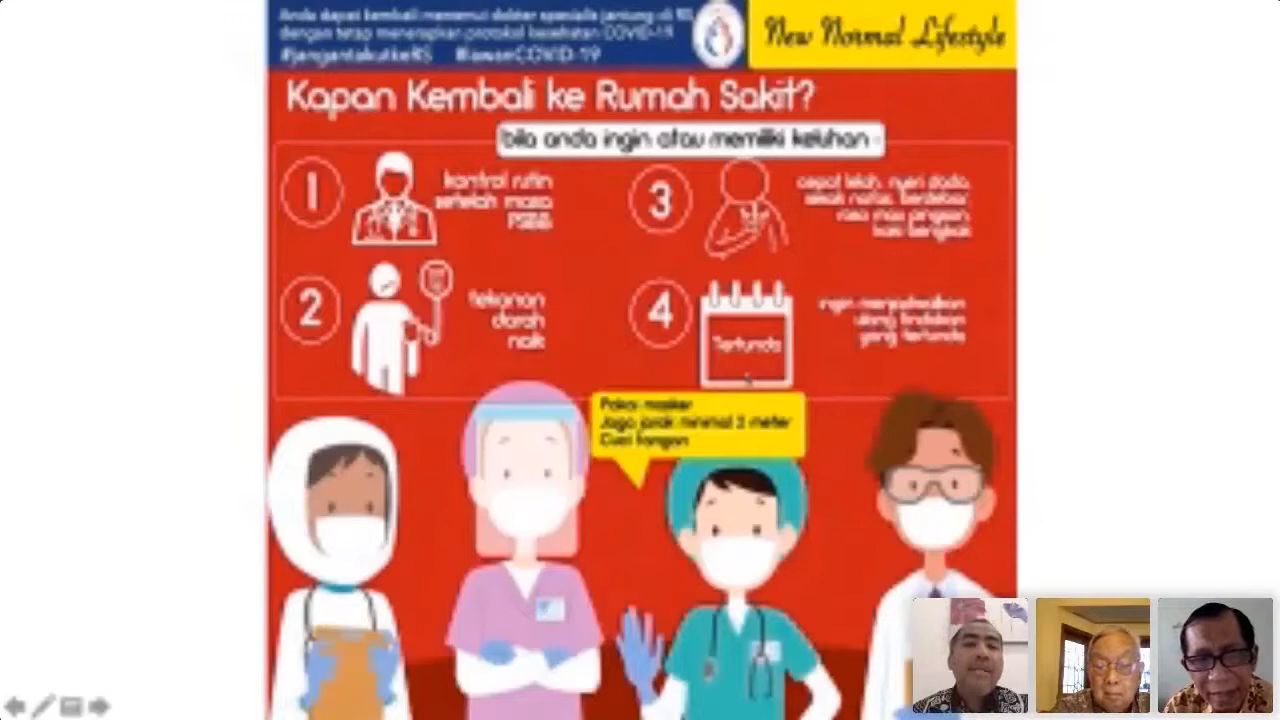 Anda dapat kembali menemui dokter spesialis jantung di RS
dengan tetap menerapkan protokol kesehatan COVID-19
#jangantakutkeRS #lawanCOVID-19
New Normal Lifestyle
Kapan Kembali ke Rumah Sakit?
bila anda ingin atau memiliki keluhan :
1
kontrol rutin
setelah masa
PSBB
2
tekanan
darah
naik
3
cepat lelah, nyeri dada,
sesak nafas, berdebar,
rasa mau pingsan,
kaki bengkak
4
Tertunda
ingin menjadwalkan
ulang tindakan
yang tertunda
Pakai masker
Jaga jarak minimal 2 meter
Cuci tangan